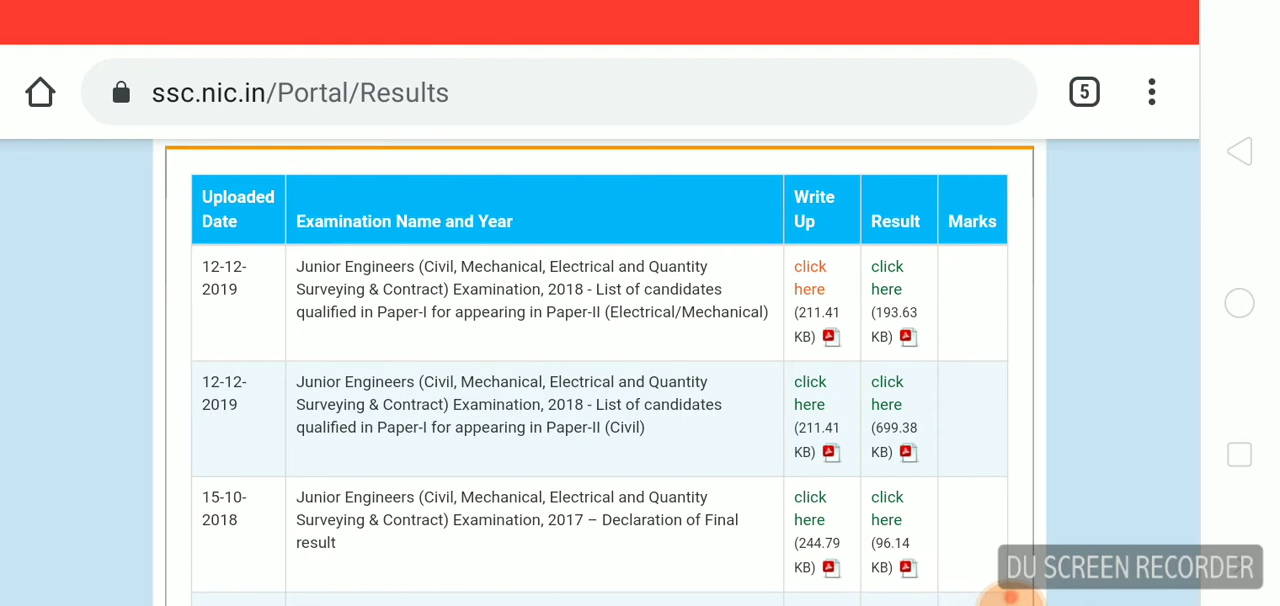 ssc.nic.in/Portal/Results
5
Uploaded
Date
Examination Name and Year
Write
Up
Result
Marks
12-12-
2019
Junior Engineers (Civil, Mechanical, Electrical and Quantity
Surveying & Contract) Examination, 2018 - List of candidates
qualified in Paper-I for appearing in Paper-II (Electrical/Mechanical)
click
here
(211.41
KB)
click
here
(193.63
KB)
12-12-
2019
Junior Engineers (Civil, Mechanical, Electrical and Quantity
Surveying & Contract) Examination, 2018 - List of candidates
qualified in Paper-I for appearing in Paper-II (Civil)
click
here
(211.41
KB)
click
here
(699.38
KB)
15-10-
2018
Junior Engineers (Civil, Mechanical, Electrical and Quantity
Surveying & Contract) Examination, 2017 – Declaration of Final
result
click
here
(244.79
KB)
click
here
(96.14
KB)
DU SCREEN RECORDER